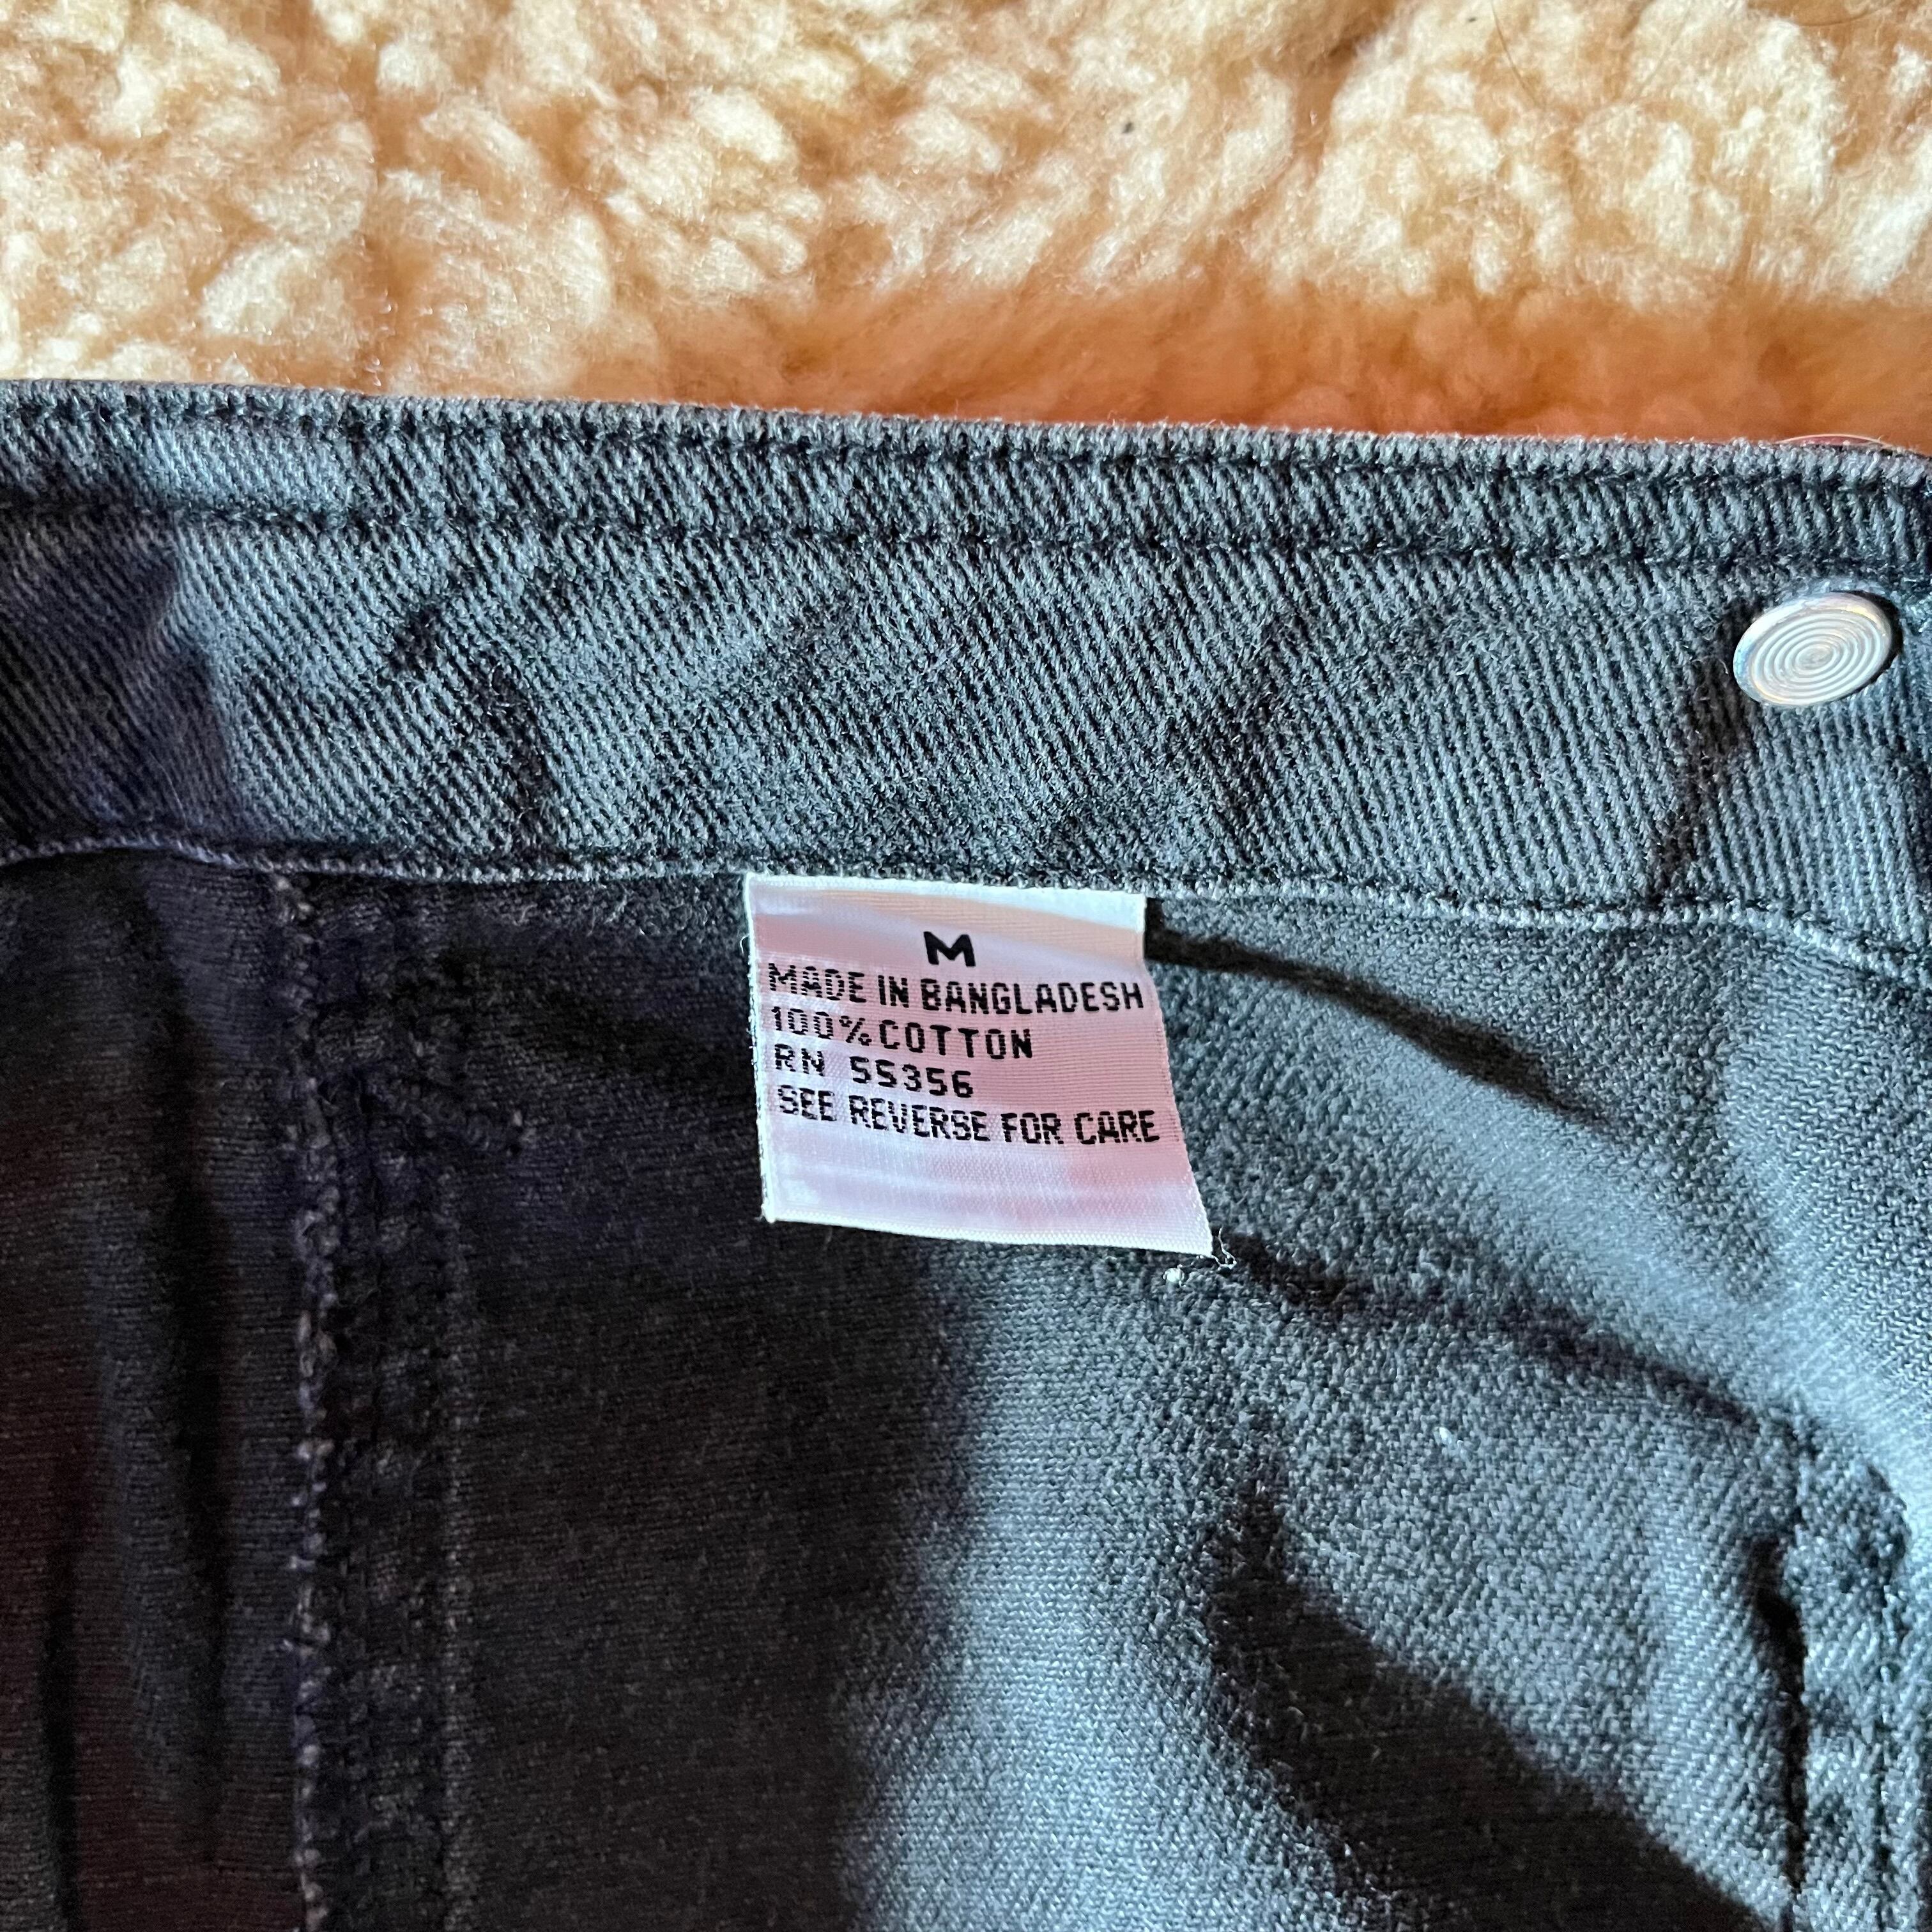 M
MADE IN BANGLADESH
100% COTTON
RN 55356
SEE REVERSE FOR CARE